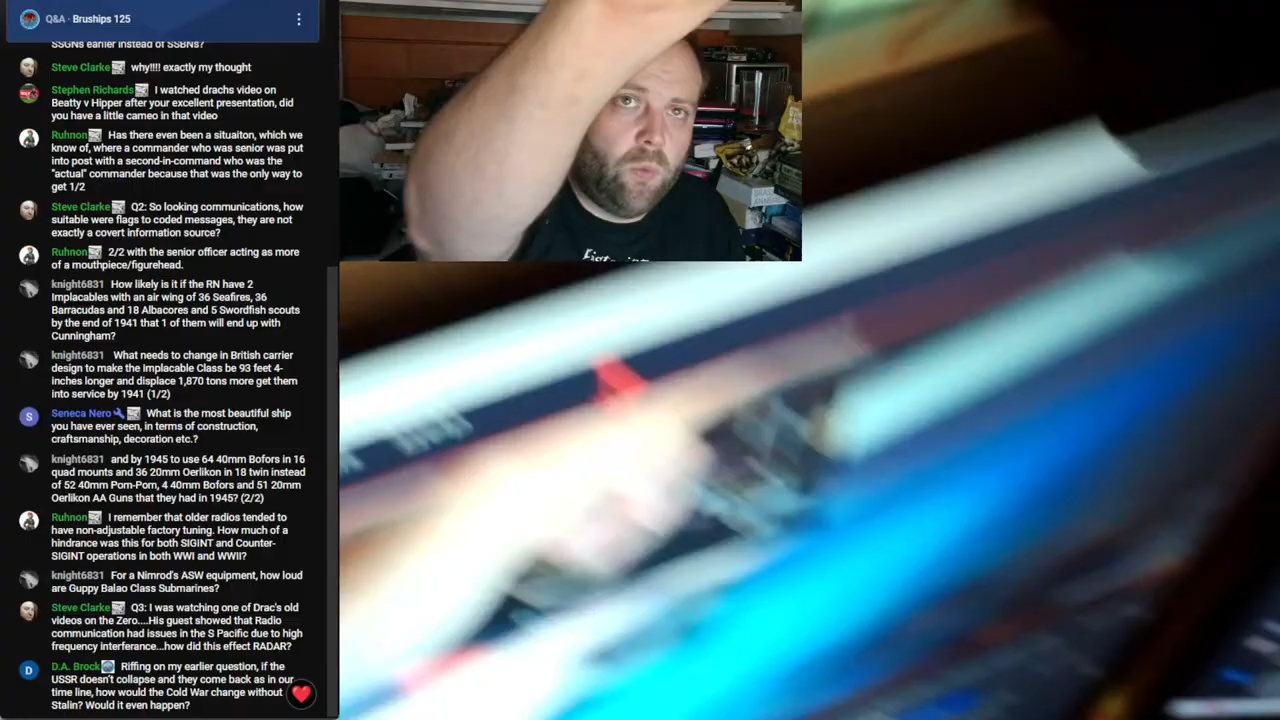 Q&A · Bruships 125
SSGNs earlier instead of SSBNs?
Steve Clarke why!!!! exactly my thought
Stephen Richards I watched drachs video on
Beatty v Hipper after your excellent presentation, did
you have a little cameo in that video
Ruhnon Has there even been a situaiton, which we
know of, where a commander who was senior was put
into post with a second-in-command who was the
"actual" commander because that was the only way to
get 1/2
Steve Clarke Q2: So looking communications, how
suitable were flags to coded messages, they are not
exactly a covert information source?
Ruhnon 2/2 with the senior officer acting as more
of a mouthpiece/figurehead.
knight6831 How likely is it if the RN have 2
Implacables with an air wing of 36 Seafires, 36
Barracudas and 18 Albacores and 5 Swordfish scouts
by the end of 1941 that 1 of them will end up with
Cunningham?
knight6831 What needs to change in British carrier
design to make the Implacable Class be 93 feet 4-
inches longer and displace 1,870 tons more get them
into service by 1941 (1/2)
Seneca Nero What is the most beautiful ship
you have ever seen, in terms of construction,
craftsmanship, decoration etc.?
knight6831 and by 1945 to use 64 40mm Bofors in 16
quad mounts and 36 20mm Oerlikon in 18 twin instead
of 52 40mm Pom-Pom, 4 40mm Bofors and 51 20mm
Oerlikon AA Guns that they had in 1945? (2/2)
Ruhnon I remember that older radios tended to
have non-adjustable factory tuning. How much of a
hindrance was this for both SIGINT and Counter-
SIGINT operations in both WWI and WWII?
knight6831 For a Nimrod's ASW equipment, how loud
are Guppy Balao Class Submarines?
Steve Clarke Q3: I was watching one of Drac's old
videos on the Zero....His guest showed that Radio
communication had issues in the S Pacific due to high
frequency interferance...how did this effect RADAR?
D.A. Brock Riffing on my earlier question, if the
USSR doesn't collapse and they come back as in our
time line, how would the Cold War change without
Stalin? Would it even happen?